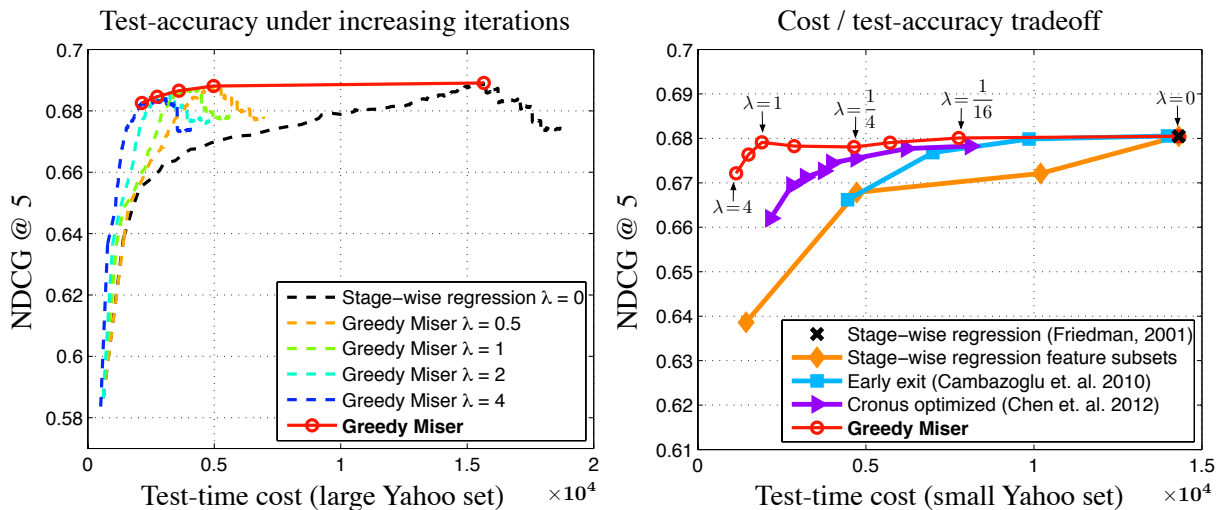 Test-accuracy under increasing iterations
0.7
0.68
0.66
0.64
0.62
0.6
0.58
NDCG @ 5
Stage-wise regression λ = 0
Greedy Miser λ = 0.5
Greedy Miser λ = 1
Greedy Miser λ = 2
Greedy Miser λ = 4
Greedy Miser
0 0.5 1 1.5 2
Test-time cost (large Yahoo set) ×10⁴
Cost / test-accuracy tradeoff
0.7
0.69
0.68
0.67
0.66
0.65
0.64
0.63
0.62
0.61
NDCG @ 5
λ=1
λ=1/4
λ=1/16
λ=0
λ=4
Stage-wise regression (Friedman, 2001)
Stage-wise regression feature subsets
Early exit (Cambazoglu et. al. 2010)
Cronus optimized (Chen et. al. 2012)
Greedy Miser
0 0.5 1 1.5
Test-time cost (small Yahoo set) ×10⁴